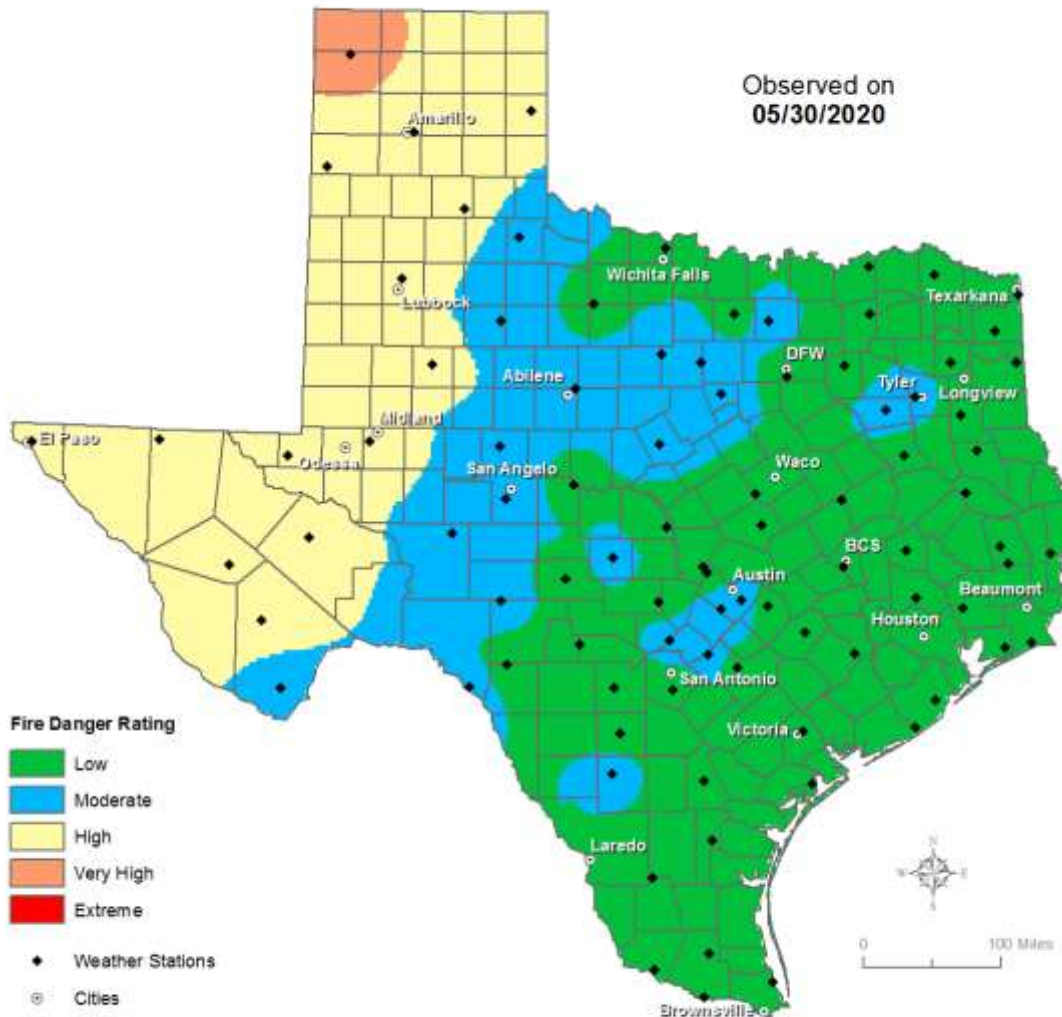 Observed on
05/30/2020
Amarillo
Wichita Falls
Lubbock
Texarkana
DFW
Abilene
Tyler
Longview
Midland
El Paso
Odessa
San Angelo
Waco
BCS
Austin
Beaumont
Houston
San Antonio
Victoria
Laredo
Brownsville
Fire Danger Rating
Low
Moderate
High
Very High
Extreme
Weather Stations
Cities
N
W E
S
0 100 Miles